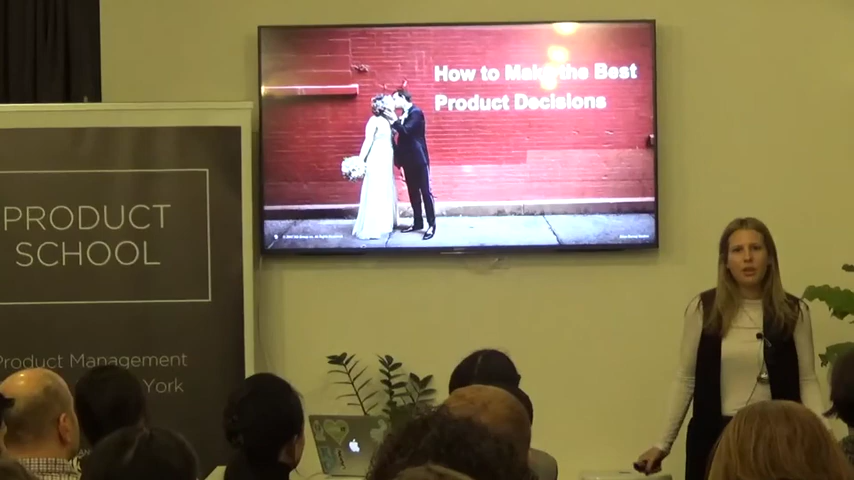 How to Make the Best
Product Decisions
PRODUCT
SCHOOL
Product Management
York